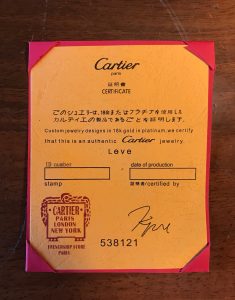 Cartier
paris
証明書
CERTIFICATE
このジュエリーは、18kまたはプラチナを使用した
カルティエの製品であることを証明します。
Custom jewelry designs in 18k gold in platinum, we certify
that this is an authentic Cartier jewelry.
Leve
ID number
date of production
stamp
証明書/certified by
CARTIER
PARIS
LONDON
NEW YORK
STORE
PARIS
538121